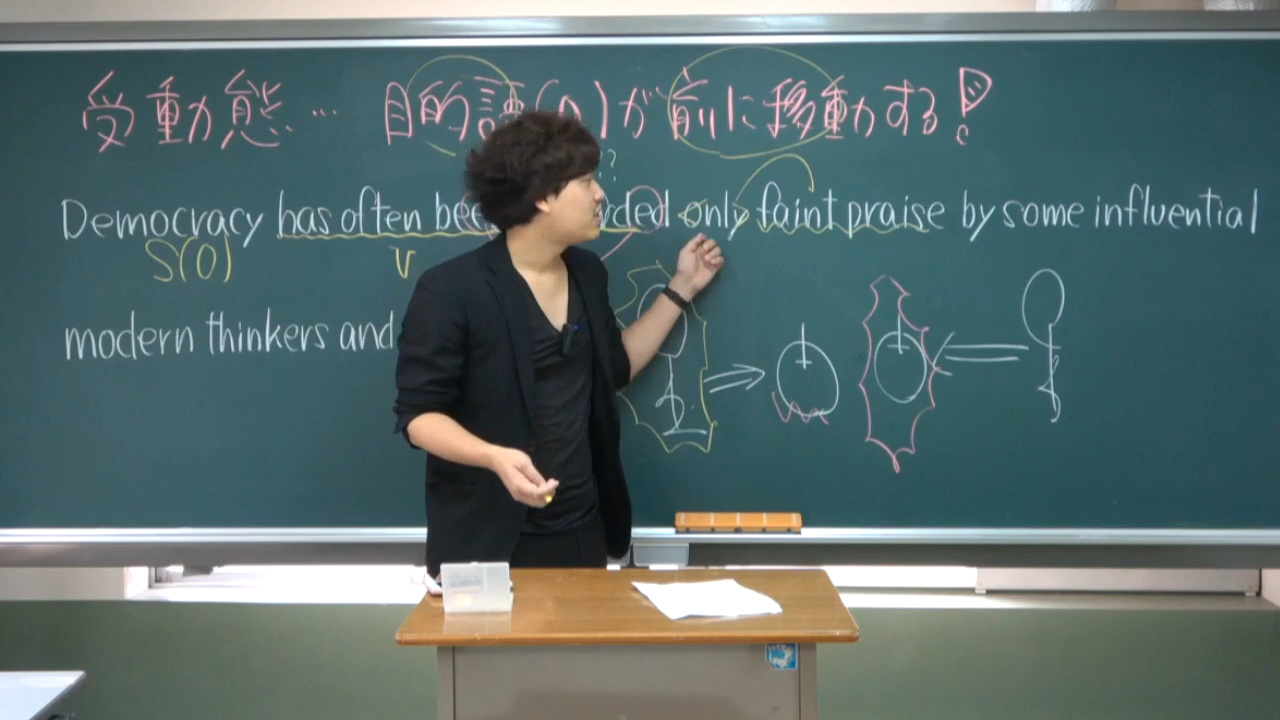 受動態… 目的語(O)が前に移動する!
??
Democracy has often been ded only faint praise by some influential
S(O) V
modern thinkers and